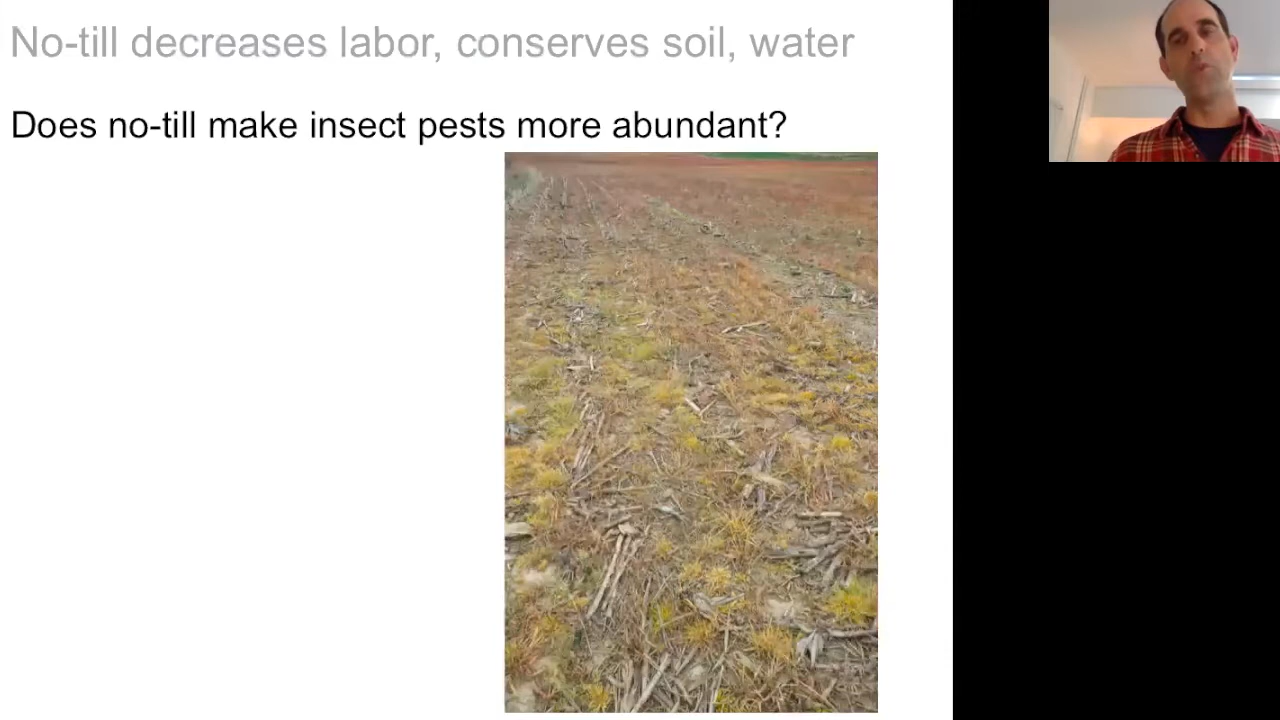 No-till decreases labor, conserves soil, water
Does no-till make insect pests more abundant?